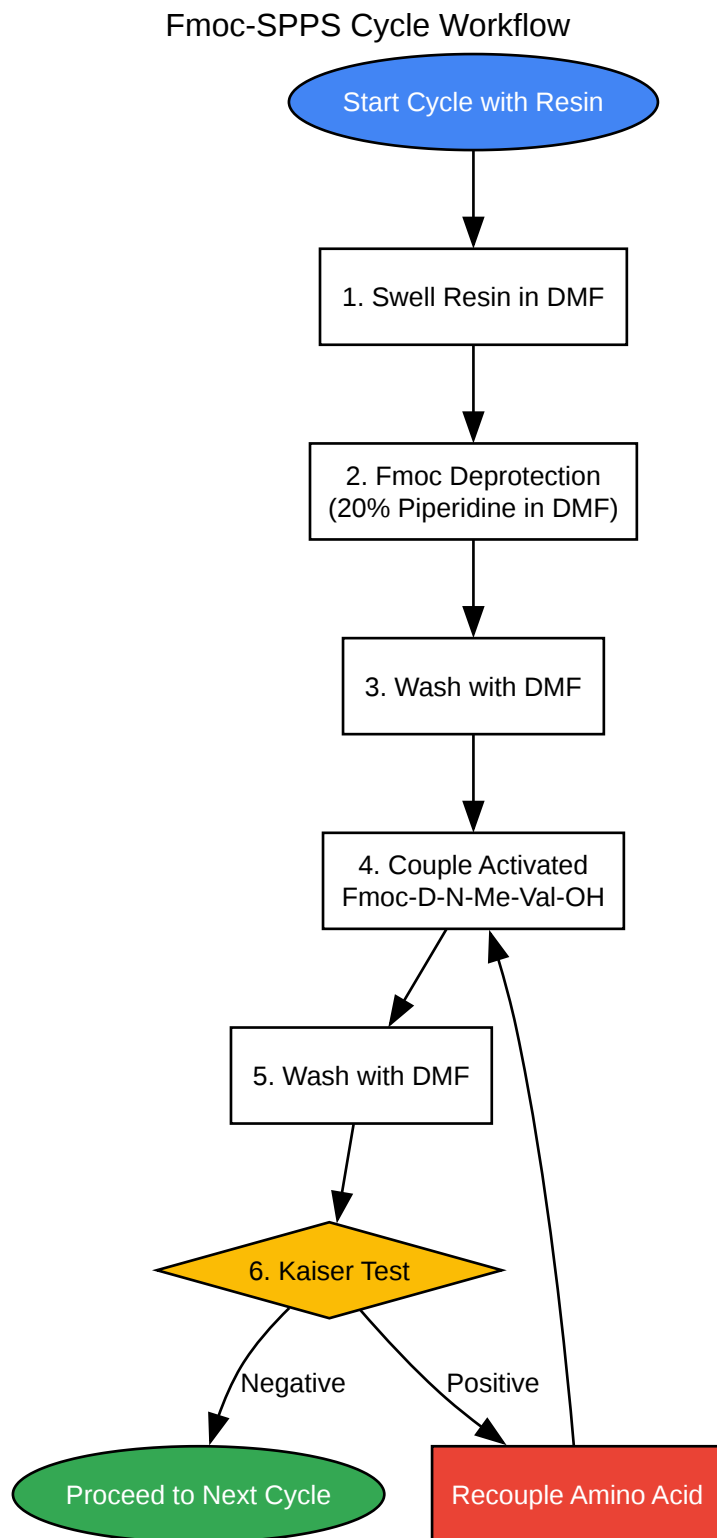 Fmoc-SPPS Cycle Workflow
Start Cycle with Resin
1. Swell Resin in DMF
2. Fmoc Deprotection
(20% Piperidine in DMF)
3. Wash with DMF
4. Couple Activated
Fmoc-D-N-Me-Val-OH
5. Wash with DMF
6. Kaiser Test
Negative
Positive
Proceed to Next Cycle
Recouple Amino Acid